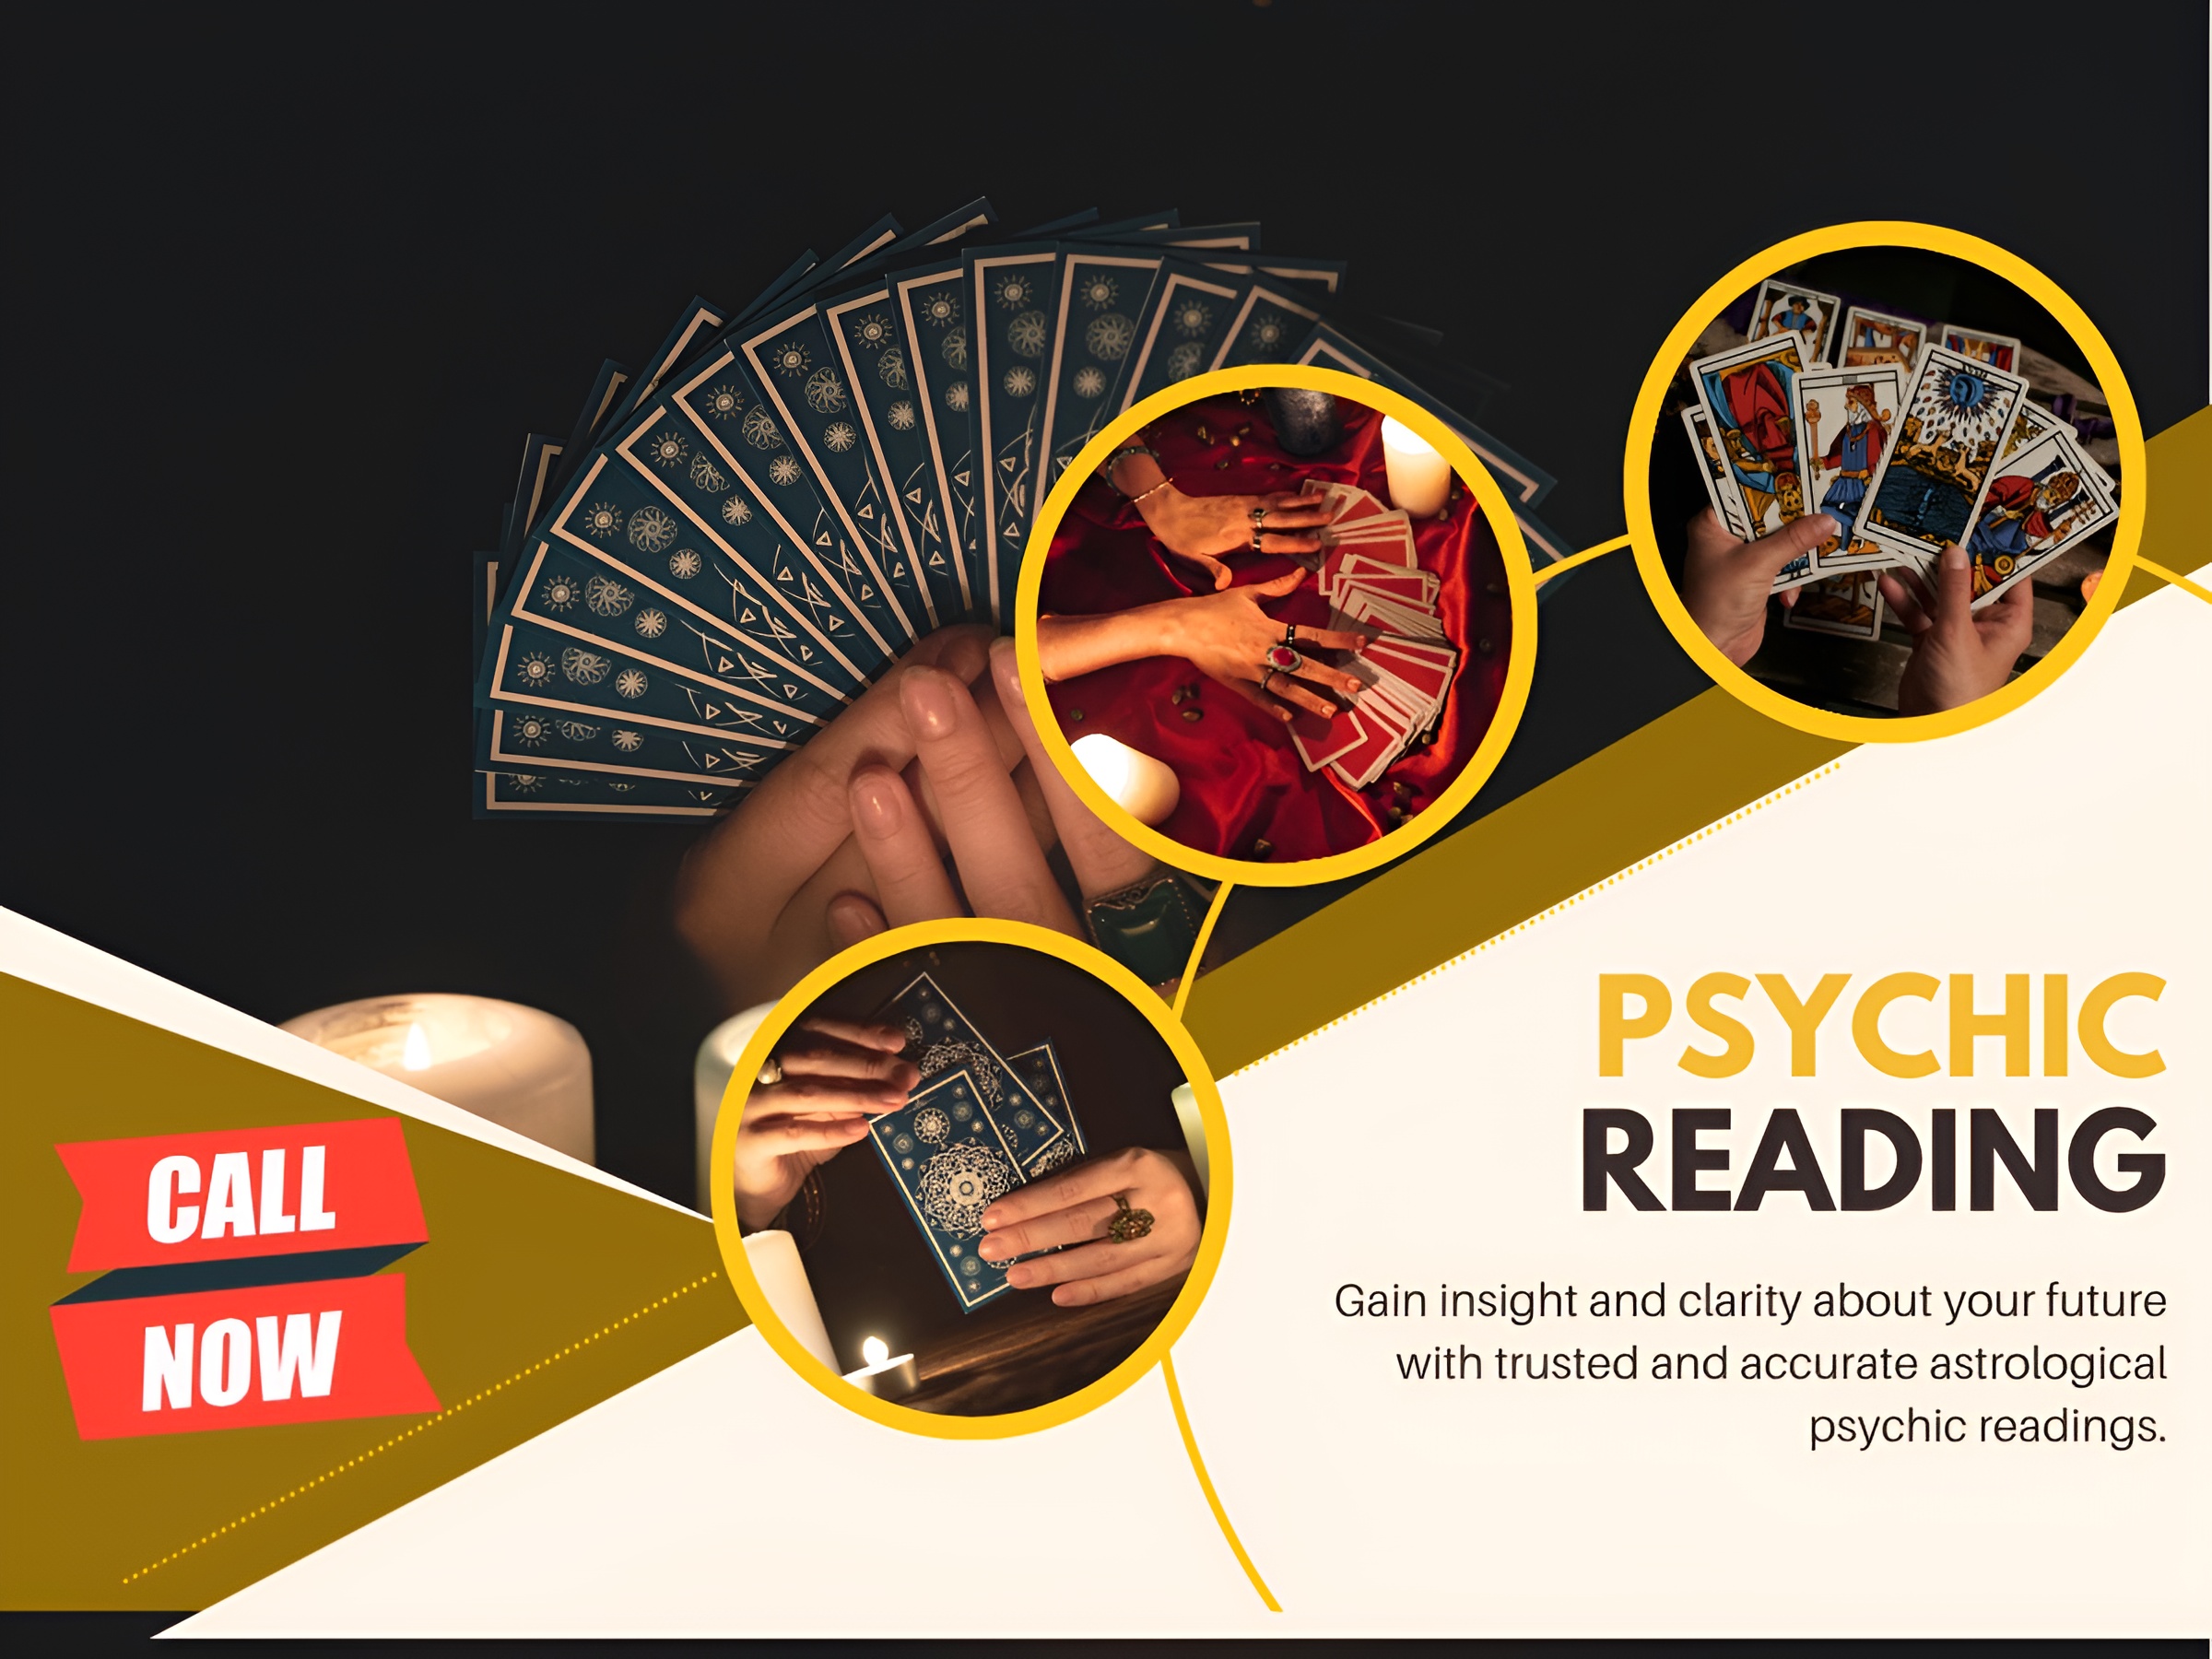 CALL
NOW
PSYCHIC
READING
Gain insight and clarity about your future
with trusted and accurate astrological
psychic readings.